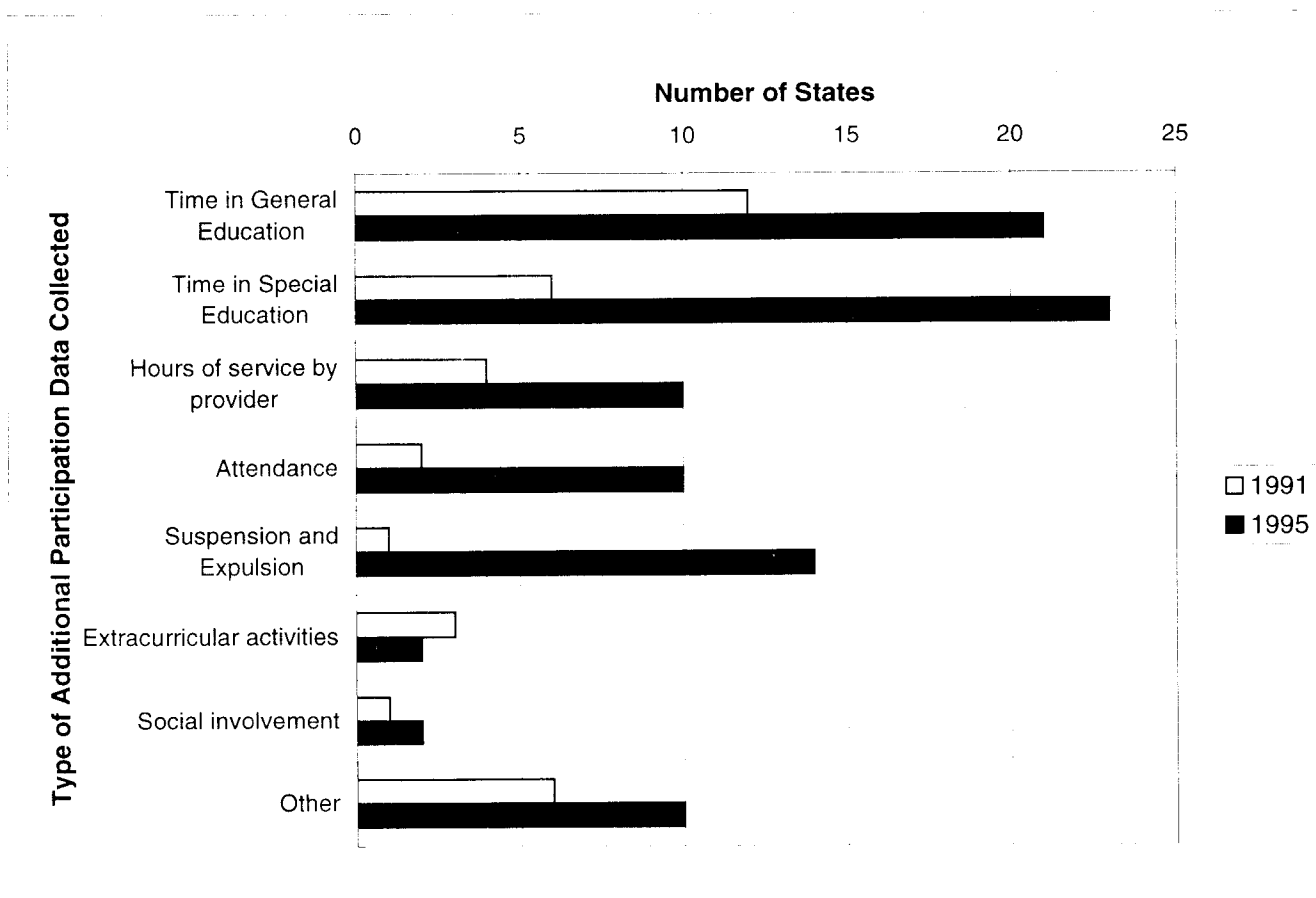 Number of States
0 5 10 15 20 25
Type of Additional Participation Data Collected
Time in General
Education
Time in Special
Education
Hours of service by
provider
Attendance
Suspension and
Expulsion
Extracurricular activities
Social involvement
Other
1991
1995